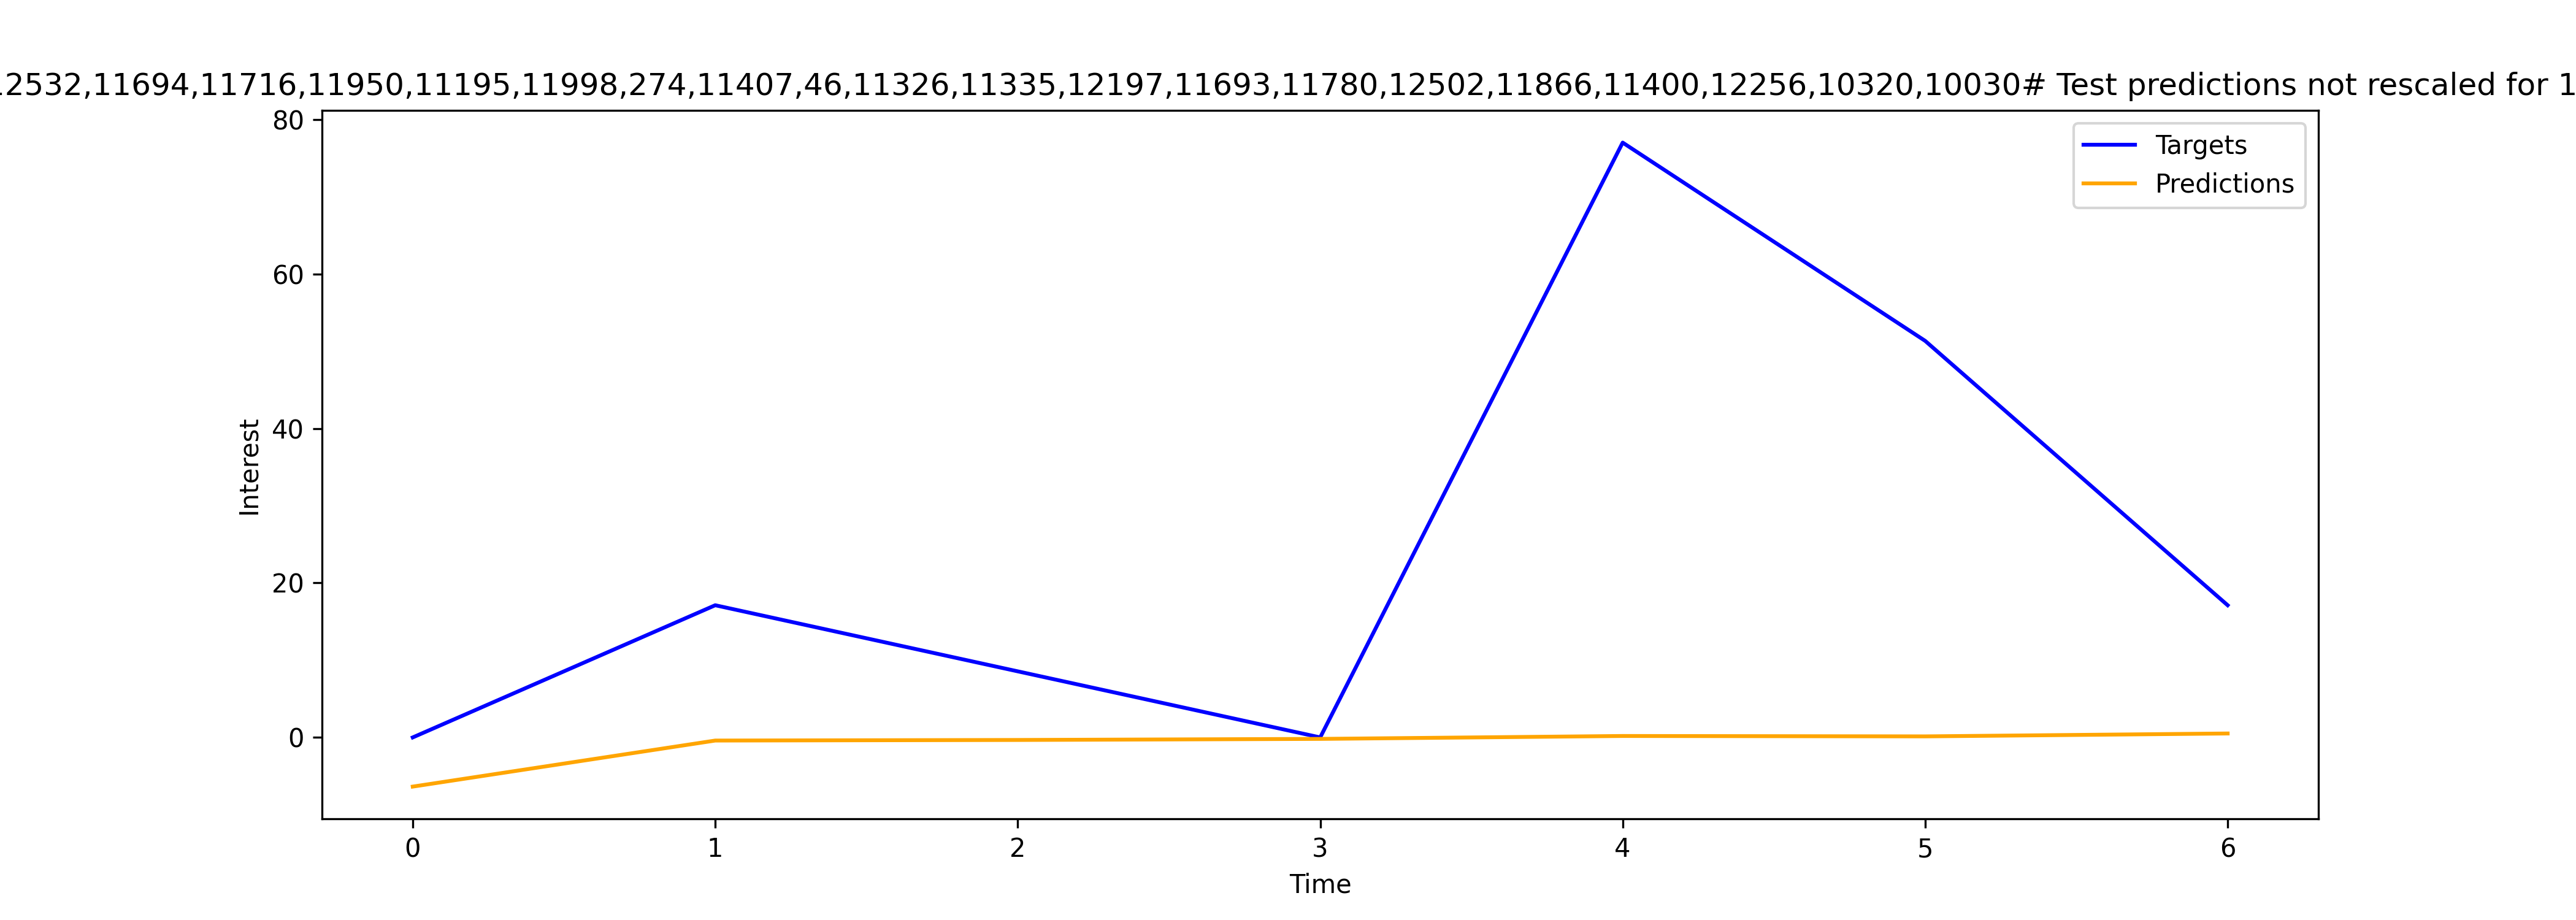 2532,11694,11716,11950,11195,11998,274,11407,46,11326,11335,12197,11693,11780,12502,11866,11400,12256,10320,10030# Test predictions not rescaled for 1
80
Targets
Predictions
60
40
20
0
Interest
0 1 2 3 4 5 6
Time